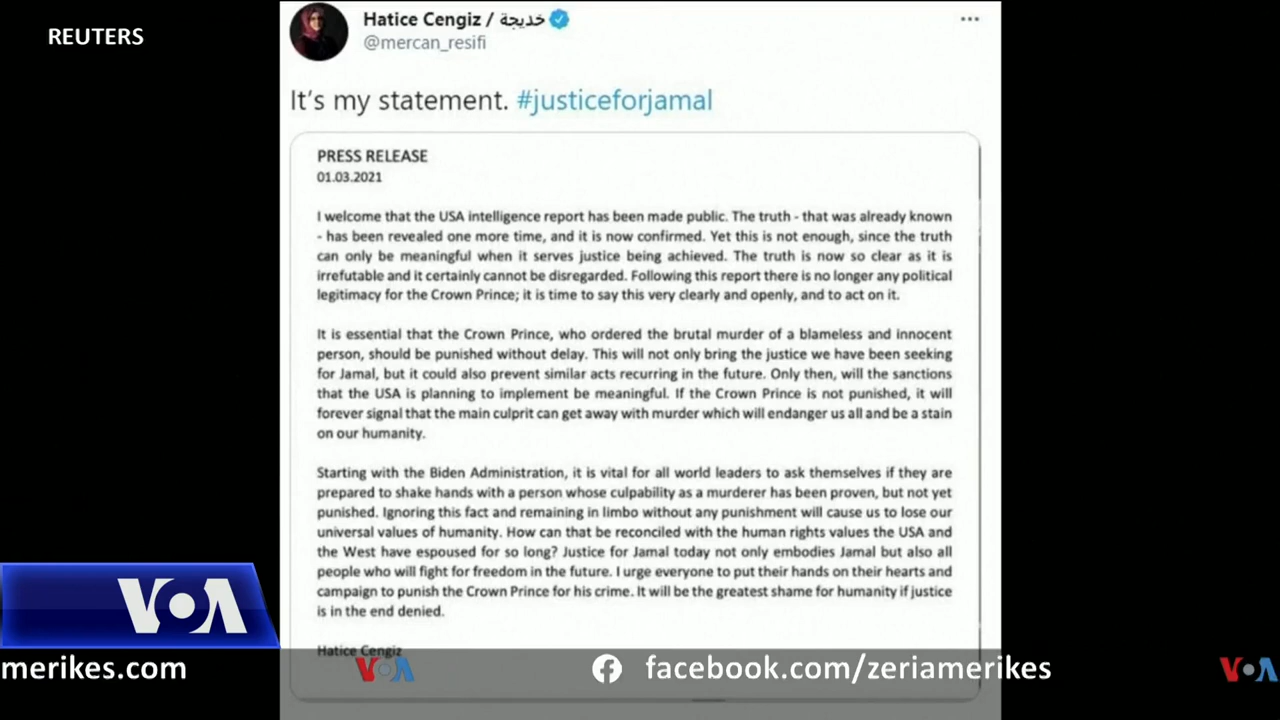 REUTERS
Hatice Cengiz / خديجة
@mercan_resifi
It's my statement. #justiceforjamal
PRESS RELEASE
01.03.2021
I welcome that the USA intelligence report has been made public. The truth - that was already known
- has been revealed one more time, and it is now confirmed. Yet this is not enough, since the truth
can only be meaningful when it serves justice being achieved. The truth is now so clear as it is
irrefutable and it certainly cannot be disregarded. Following this report there is no longer any political
legitimacy for the Crown Prince; it is time to say this very clearly and openly, and to act on it.
It is essential that the Crown Prince, who ordered the brutal murder of a blameless and innocent
person, should be punished without delay. This will not only bring the justice we have been seeking
for Jamal, but it could also prevent similar acts recurring in the future. Only then, will the sanctions
that the USA is planning to implement be meaningful. If the Crown Prince is not punished, it will
forever signal that the main culprit can get away with murder which will endanger us all and be a stain
on our humanity.
Starting with the Biden Administration, it is vital for all world leaders to ask themselves if they are
prepared to shake hands with a person whose culpability as a murderer has been proven, but not yet
punished. Ignoring this fact and remaining in limbo without any punishment will cause us to lose our
universal values of humanity. How can that be reconciled with the human rights values the USA and
the West have espoused for so long? Justice for Jamal today not only embodies Jamal but also all
people who will fight for freedom in the future. I urge everyone to put their hands on their hearts and
campaign to punish the Crown Prince for his crime. It will be the greatest shame for humanity if justice
is in the end denied.
Hatice Cengiz
VOA
merikes.com VOA facebook.com/zeriamerikes VOA